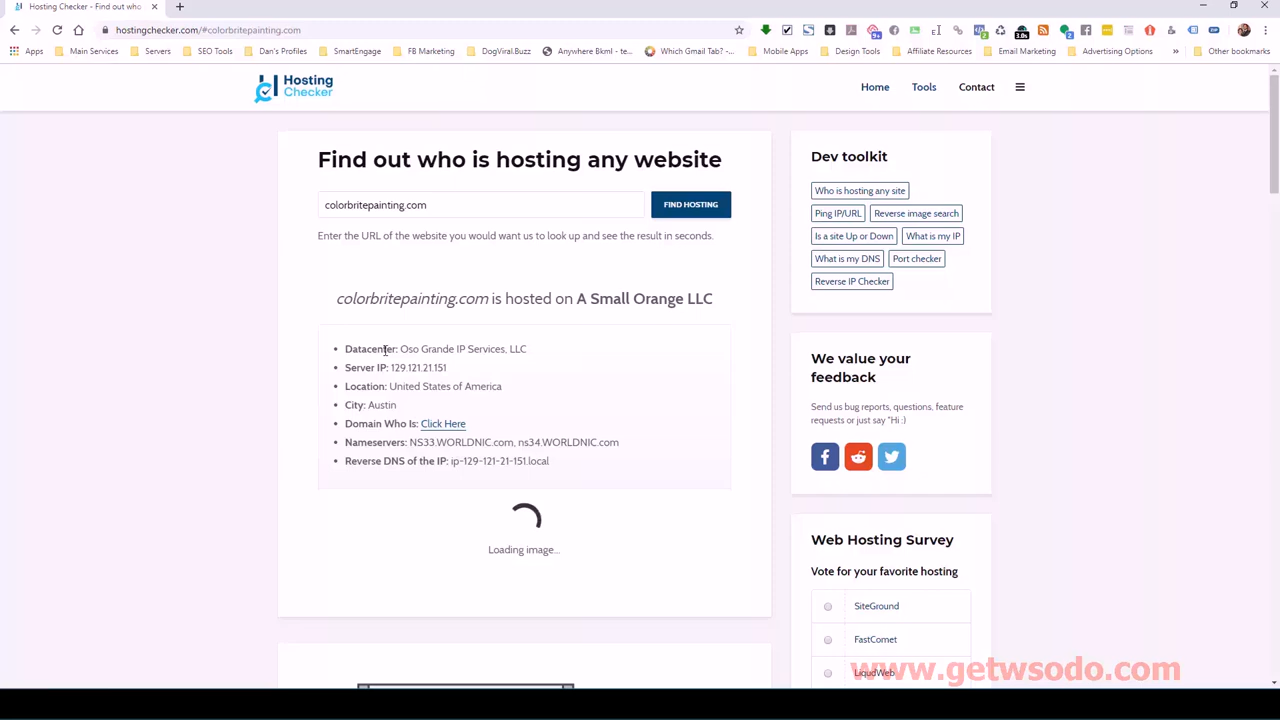 Hosting Checker - Find out who
hostingchecker.com/#colorbritepainting.com
Apps
Main Services
Servers
SEO Tools
Dan's Profiles
SmartEngage
FB Marketing
DogViral.Buzz
Anywhere Bkml - te...
Which Gmail Tab? -...
Mobile Apps
Design Tools
Affiliate Resources
Email Marketing
Advertising Options
»
Other bookmarks
Hosting
Checker
Home
Tools
Contact
Find out who is hosting any website
colorbritepainting.com
FIND HOSTING
Enter the URL of the website you would want us to look up and see the result in seconds.
colorbritepainting.com is hosted on A Small Orange LLC
Datacenter: Oso Grande IP Services, LLC
Server IP: 129.121.21.151
Location: United States of America
City: Austin
Domain Who Is: Click Here
Nameservers: NS33.WORLDNIC.com, ns34.WORLDNIC.com
Reverse DNS of the IP: ip-129-121-21-151.local
Loading image...
Dev toolkit
Who is hosting any site
Ping IP/URL
Reverse image search
Is a site Up or Down
What is my IP
What is my DNS
Port checker
Reverse IP Checker
We value your
feedback
Send us bug reports, questions, feature
requests or just say "Hi :)
Web Hosting Survey
Vote for your favorite hosting
SiteGround
FastComet
LiqudWeb
www.getwsodo.com